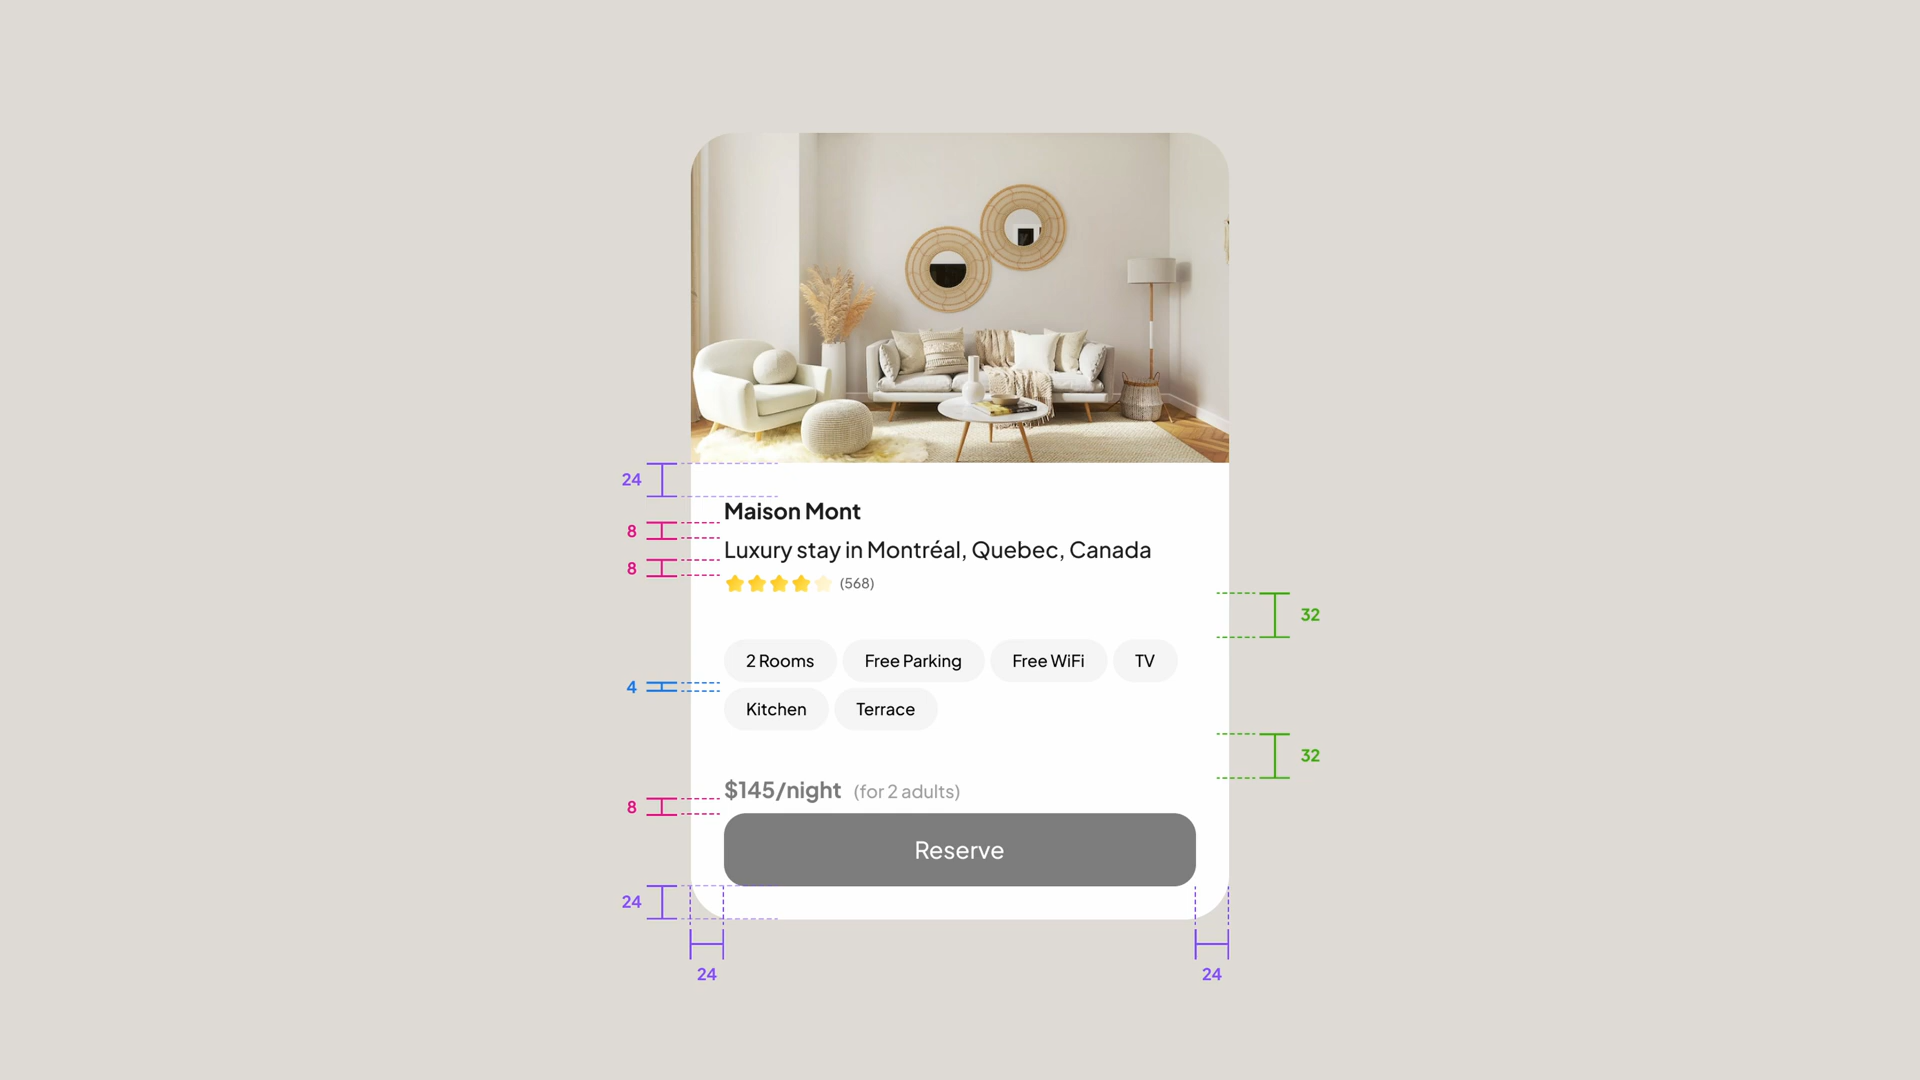 24
Maison Mont
8
Luxury stay in Montréal, Quebec, Canada
8
(568)
32
2 Rooms Free Parking Free WiFi TV
4
Kitchen Terrace
32
$145/night (for 2 adults)
8
Reserve
24
24 24